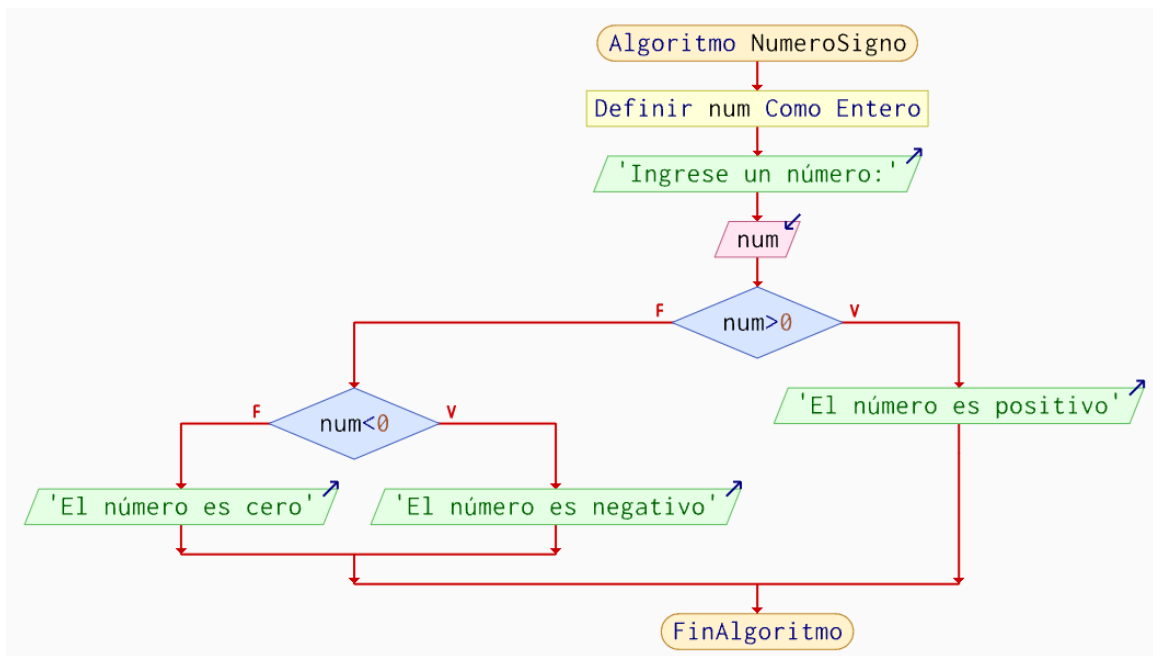 Algoritmo NumeroSigno
Definir num Como Entero
'Ingrese un número:'
num
F
num>0
V
F
num<0
V
'El número es positivo'
'El número es cero'
'El número es negativo'
FinAlgoritmo